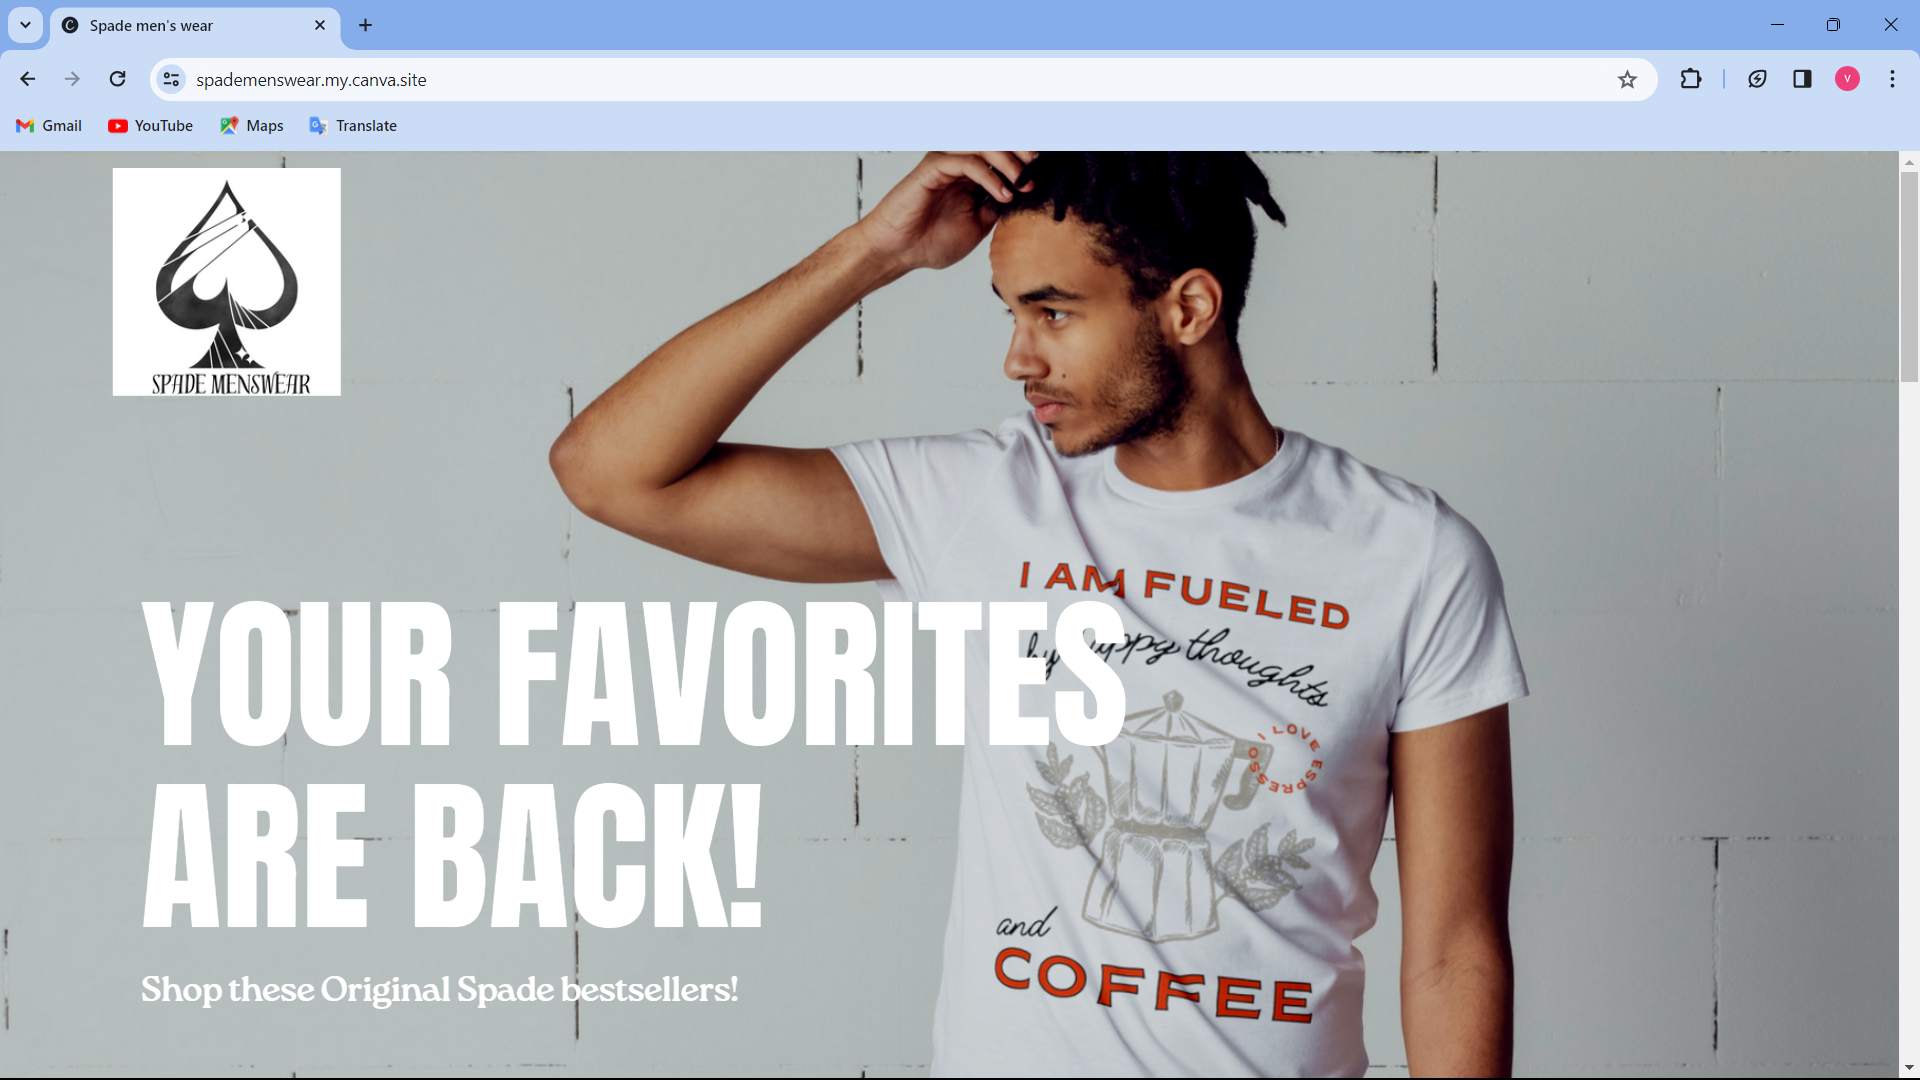 Spade men's wear
spademenswear.my.canva.site
V
Gmail
YouTube
Maps
Translate
SPADE MENSWEAR
I AM FUELED
by happy thoughts
I LOVE ESPRESSO
YOUR FAVORITES
ARE BACK!
and
COFFEE
Shop these Original Spade bestsellers!